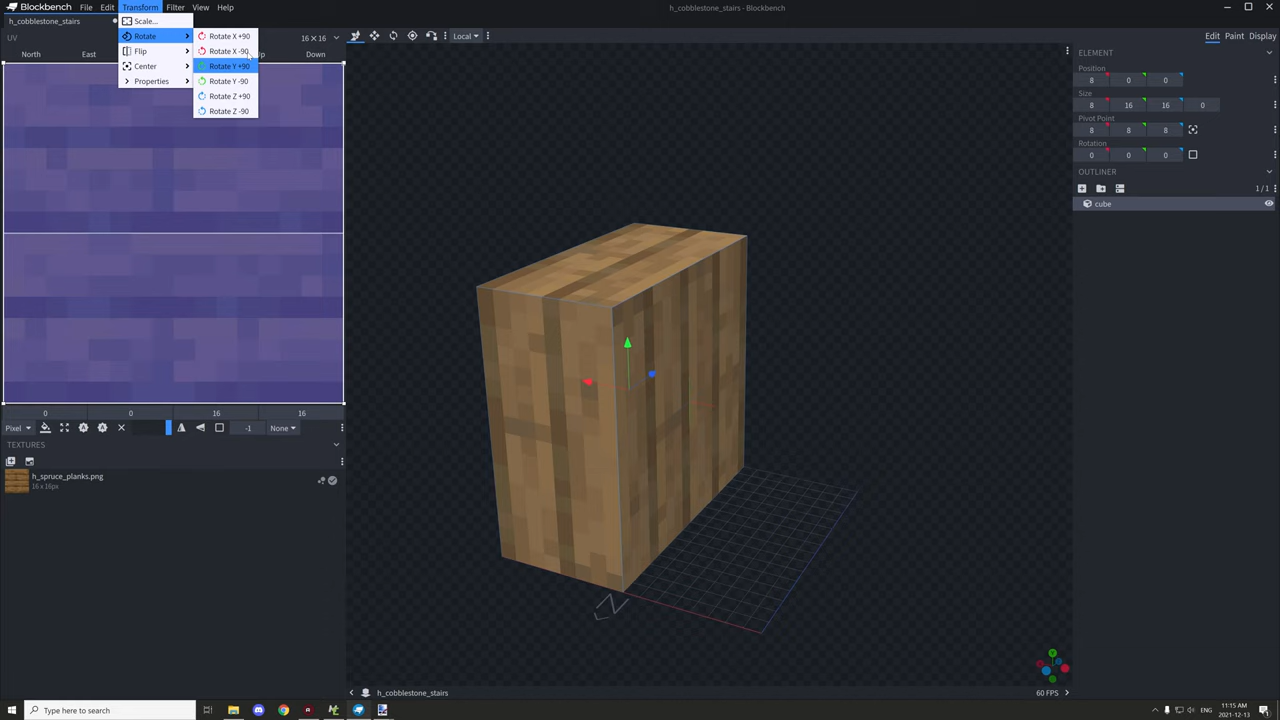 Blockbench File Edit Transform Filter View Help
h_cobblestone_stairs - Blockbench
h_cobblestone_stairs
Scale...
Rotate
Flip
Center
Properties
Rotate X +90
Rotate X -90
Rotate Y +90
Rotate Y -90
Rotate Z +90
Rotate Z -90
UV 16 × 16
North East Down
Local
Edit Paint Display
ELEMENT
Position
8 0 0
Size
8 16 16 0
Pivot Point
8 8 8
Rotation
0 0 0
OUTLINER
1/1
cube
0 0 16 16
Pixel -1 None
TEXTURES
h_spruce_planks.png
16 x 16px
N
Y
h_cobblestone_stairs 60 FPS
Type here to search
ENG
11:15 AM
2021-12-13